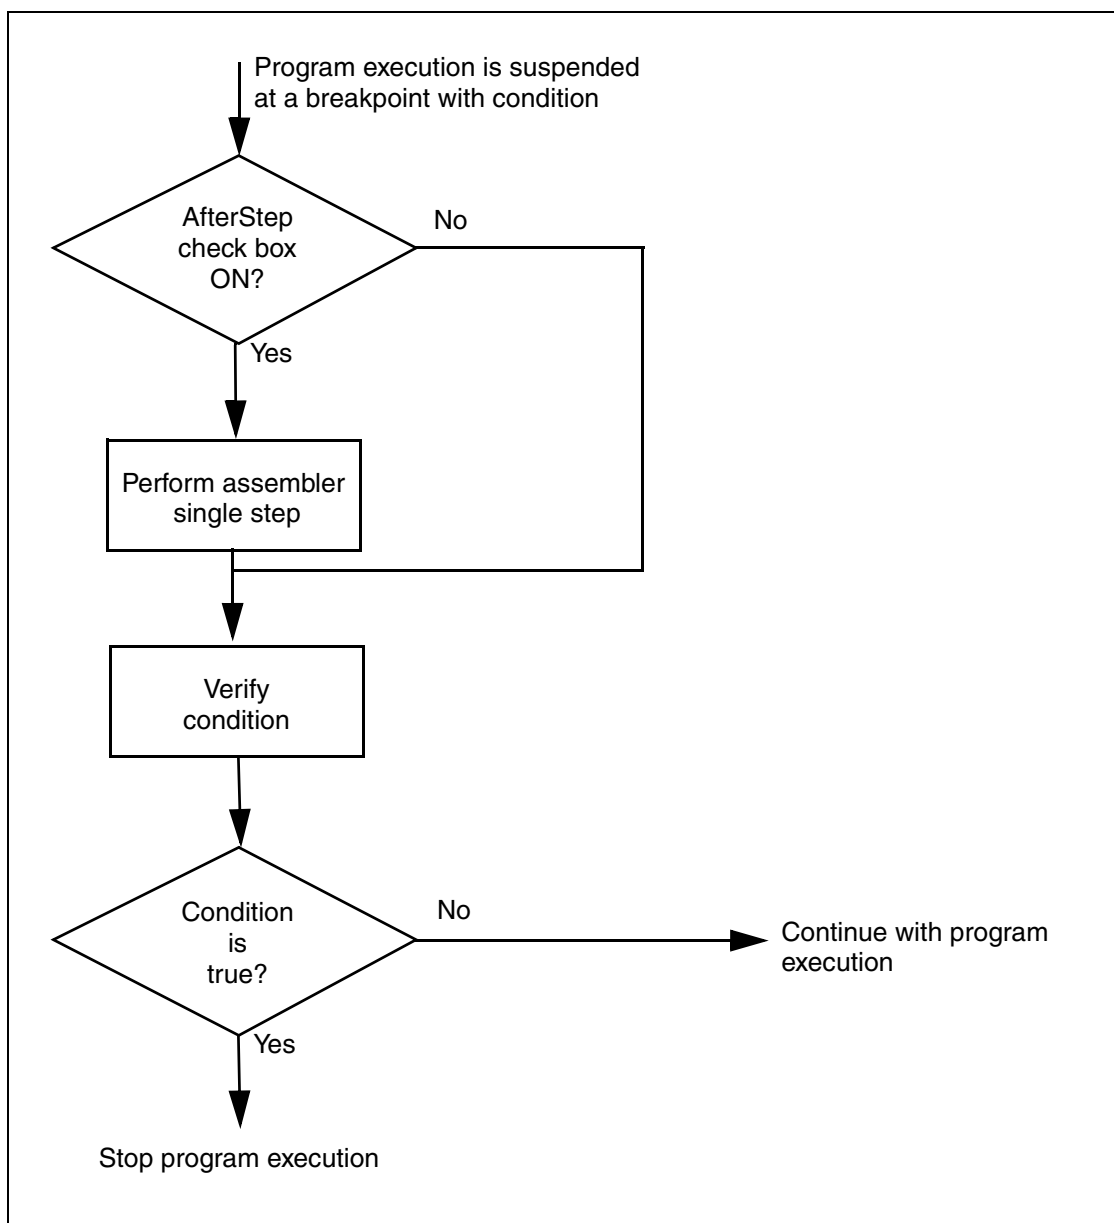 Program execution is suspended
at a breakpoint with condition
AfterStep
check box
ON?
No
Yes
Perform assembler
single step
Verify
condition
Condition
is
true?
No
Continue with program
execution
Yes
Stop program execution